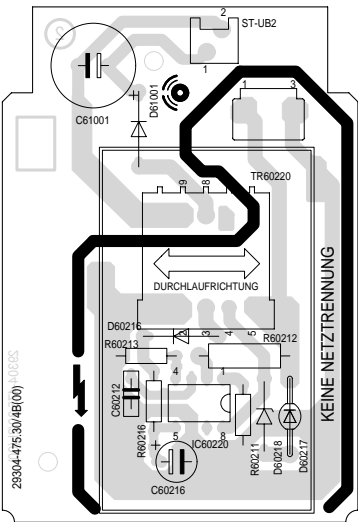 2
ST-UB2
1
C61001
+
D61001
1
3
TR60220
9
8
DURCHLAUFRICHTUNG
KEINE NETZTRENNUNG
D60216
2
3
4
5
R60213
R60212
C60212
4
1
R60216
5
IC60220
8
+
C60216
R60211
D60218
D60217
29304-475.30/4B(00)